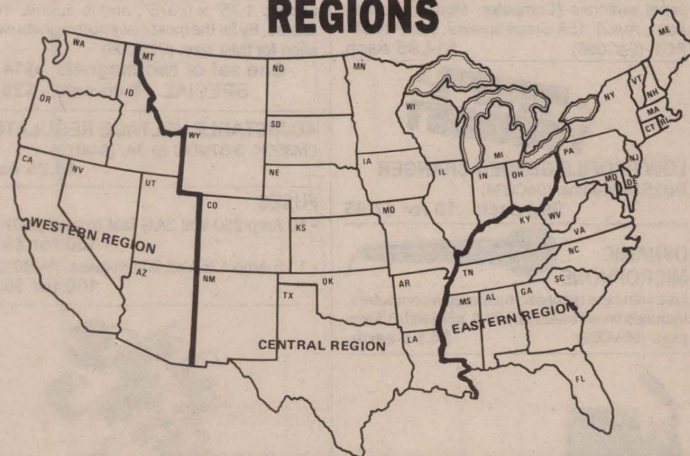 REGIONS
WA
MT
ND
MN
ME
OR
ID
WY
SD
WI
MI
NY
VT
NH
MA
CT
RI
CA
NV
UT
CO
NE
IA
IL
IN
OH
PA
NJ
MD
DE
WV
VA
KY
KS
MO
WESTERN REGION
AZ
NM
OK
TX
AR
LA
TN
NC
SC
MS
AL
GA
EASTERN REGION
CENTRAL REGION
FL